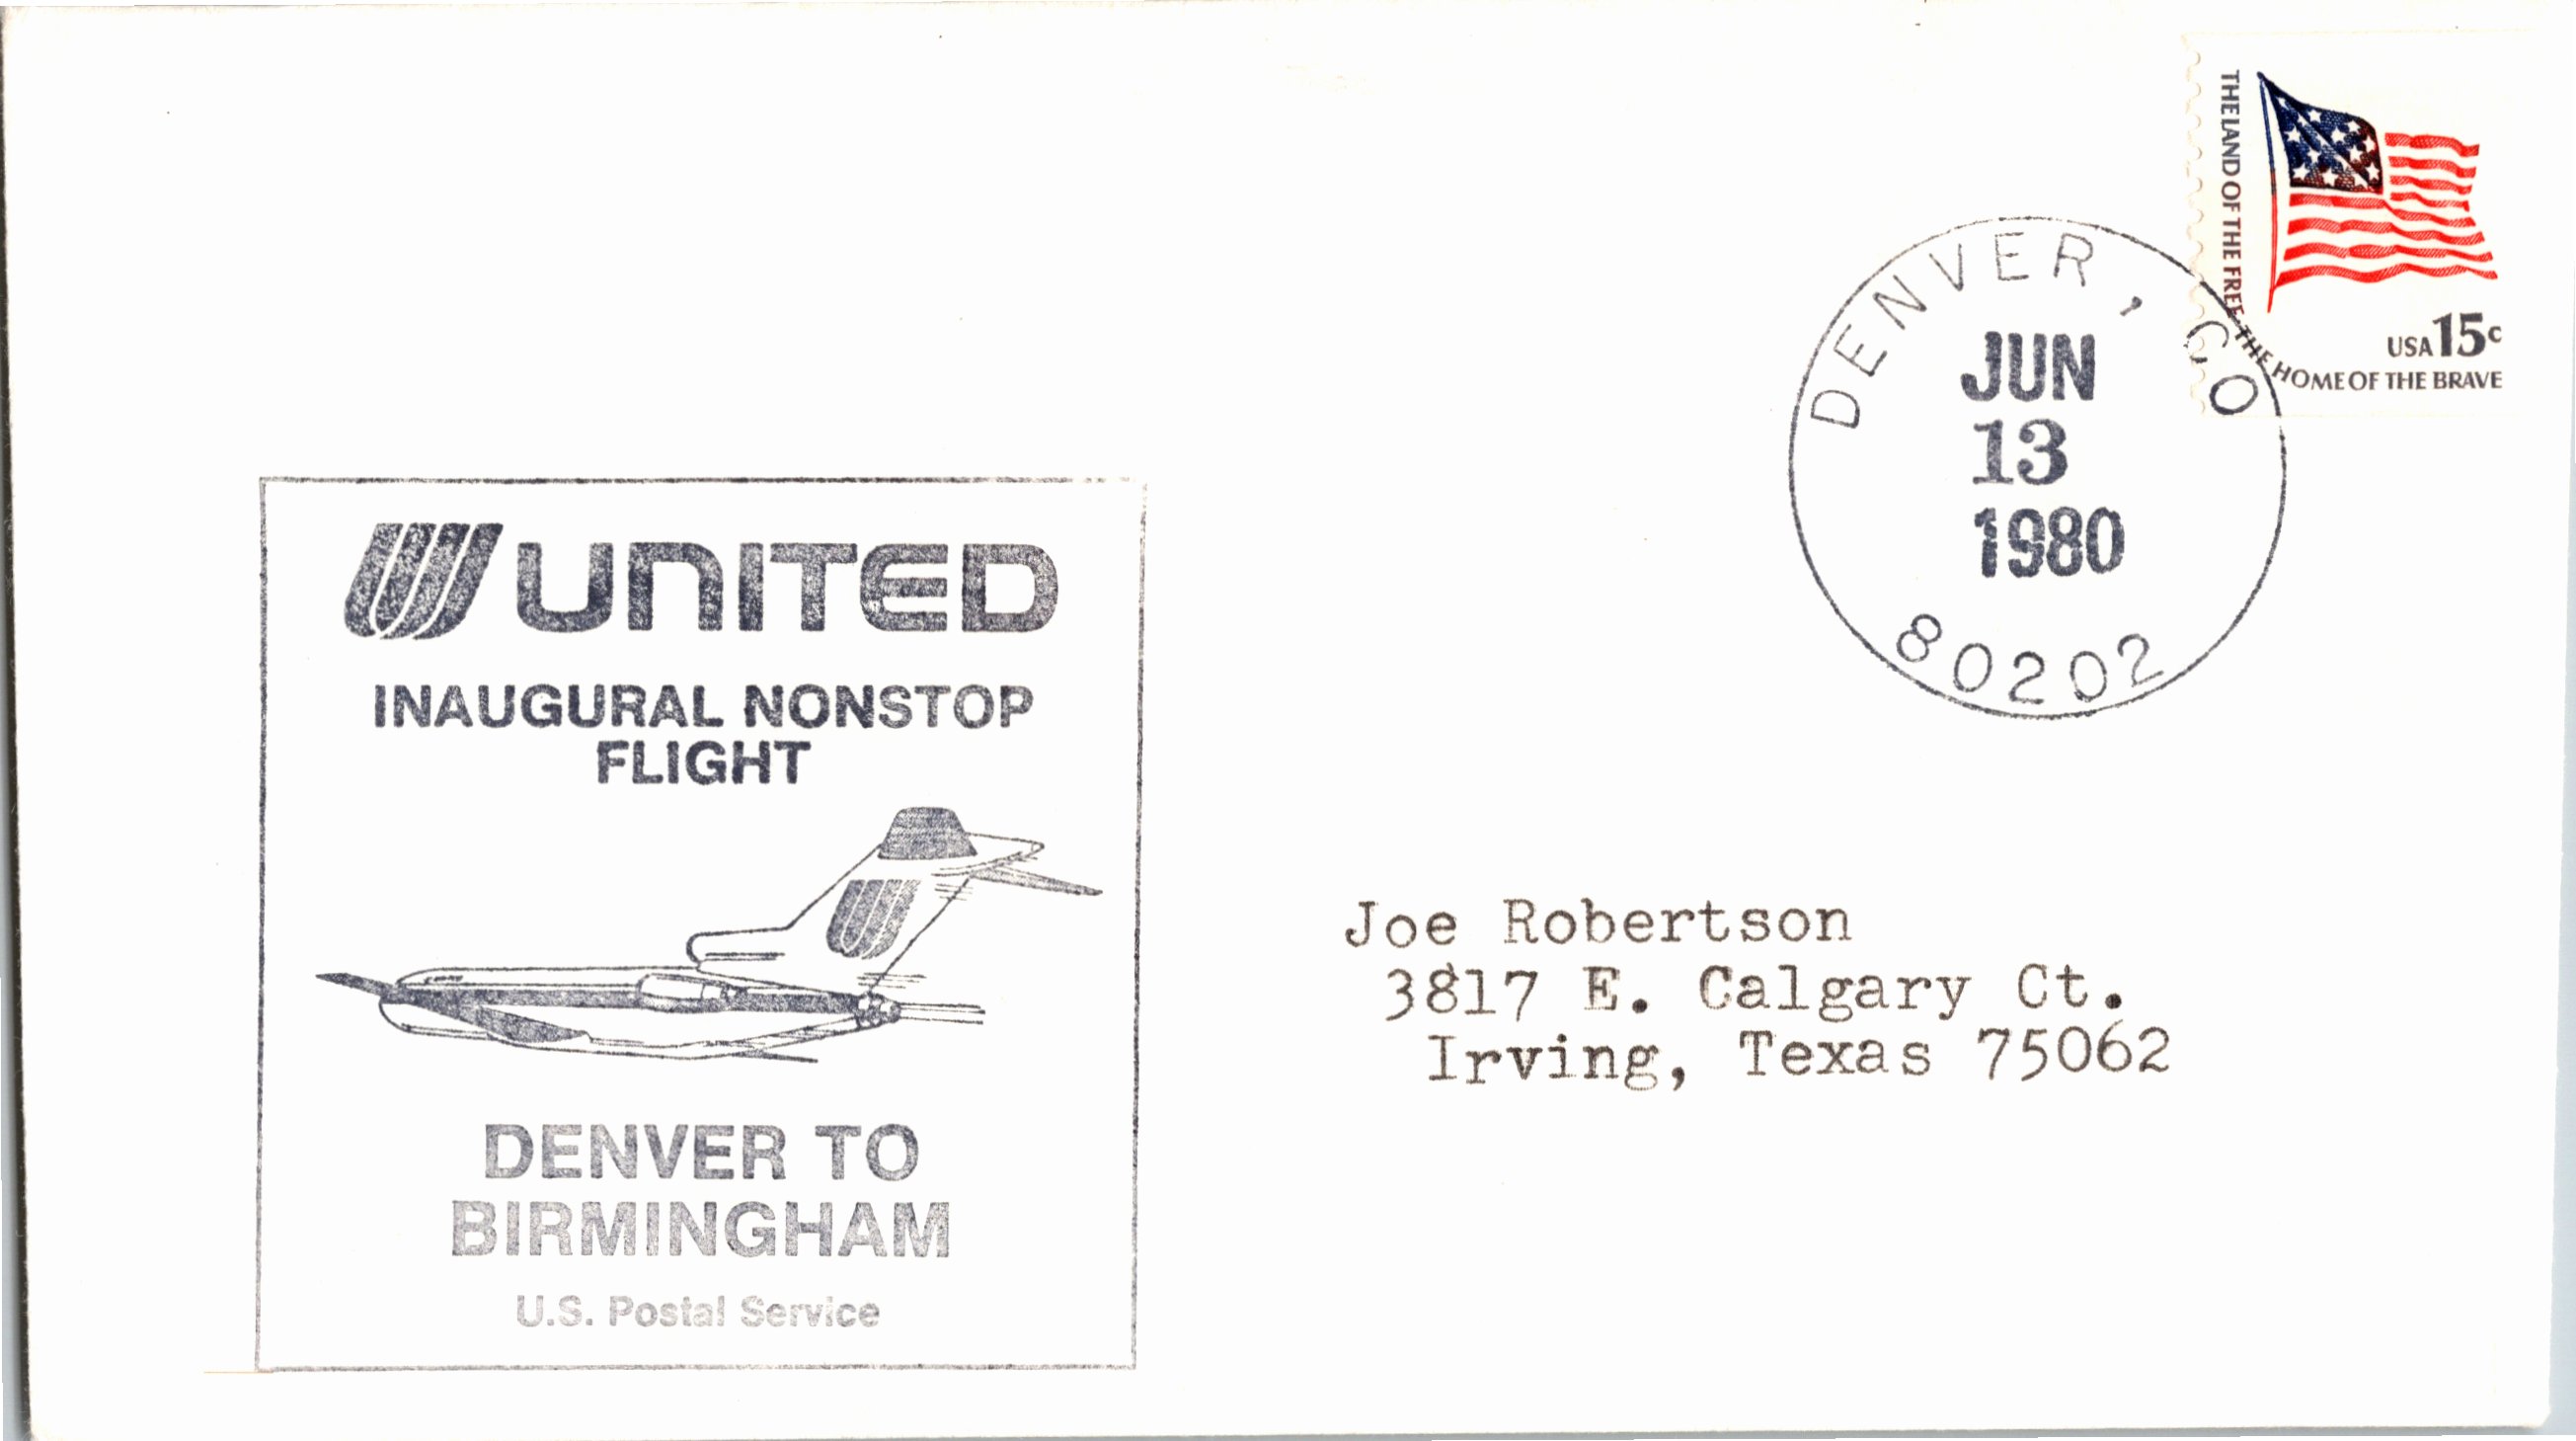 THE LAND OF THE FREE THE HOME OF THE BRAVE
USA 15c
DENVER, CO
JUN
13
1980
80202
UNITED
INAUGURAL NONSTOP
FLIGHT
DENVER TO
BIRMINGHAM
U.S. Postal Service
Joe Robertson
3817 E. Calgary Ct.
Irving, Texas 75062